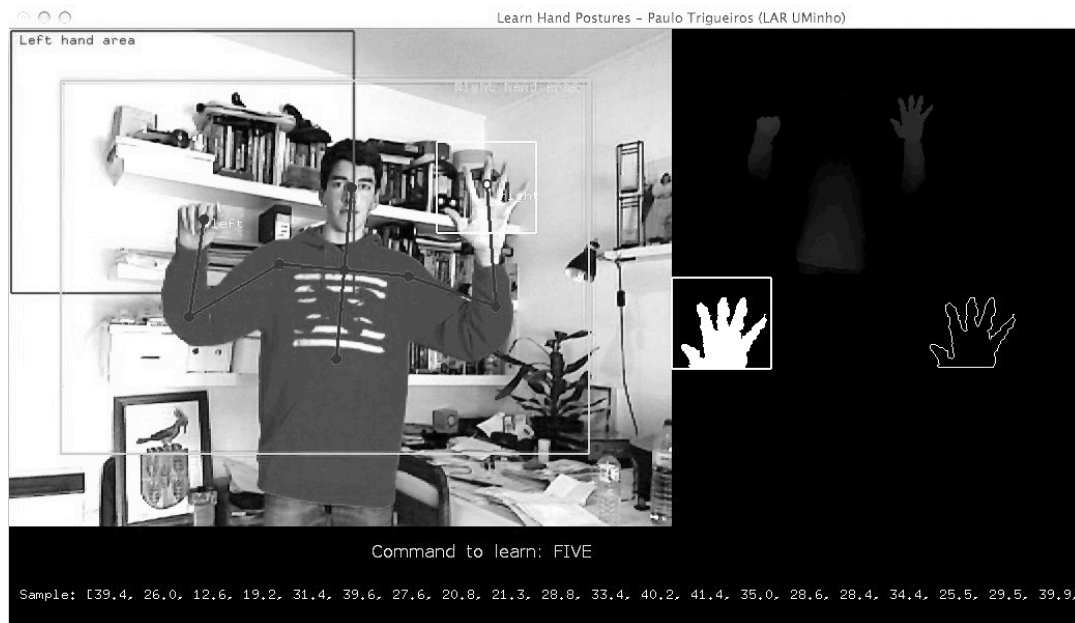 Learn Hand Postures - Paulo Trigueiros (LAR UMinho)
Left hand area
Right hand area
Right
left
Command to learn: FIVE
Sample: [39.4, 26.0, 12.6, 19.2, 31.4, 39.6, 27.6, 20.8, 21.3, 28.8, 33.4, 40.2, 41.4, 35.0, 28.6, 28.4, 34.4, 25.5, 29.5, 39.9,